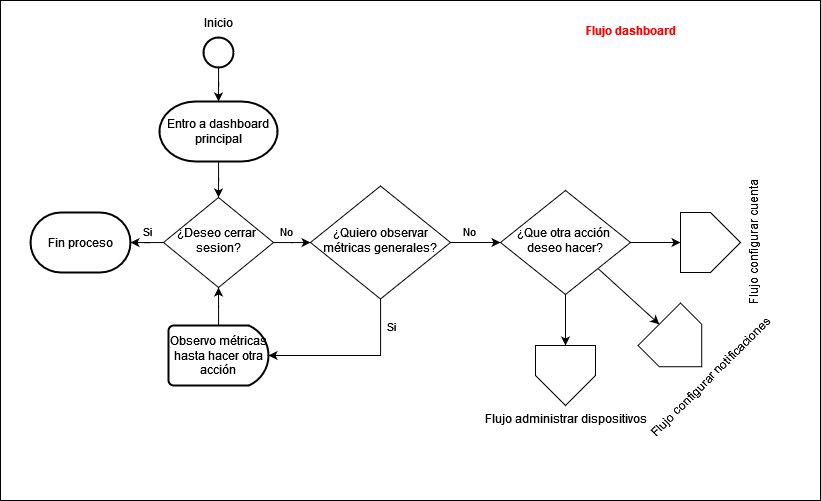 Inicio
Flujo dashboard
Entro a dashboard
principal
Fin proceso
Si
¿Deseo cerrar
sesion?
No
¿Quiero observar
métricas generales?
No
¿Que otra acción
deseo hacer?
Flujo configurar cuenta
Si
Observo métricas
hasta hacer otra
acción
Flujo configurar notificaciones
Flujo administrar dispositivos